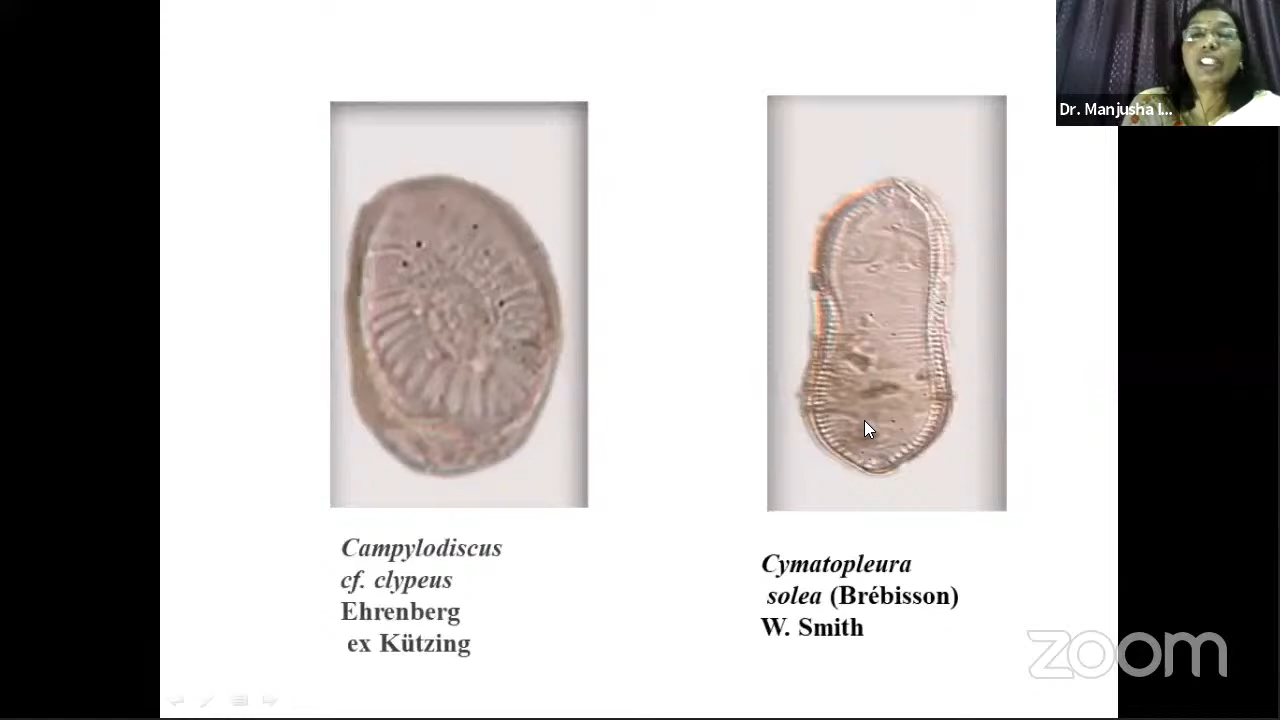 Dr. Manjusha
Campylodiscus
cf. clypeus
Ehrenberg
ex Kützing
Cymatopleura
solea (Brébisson)
W. Smith
zoom